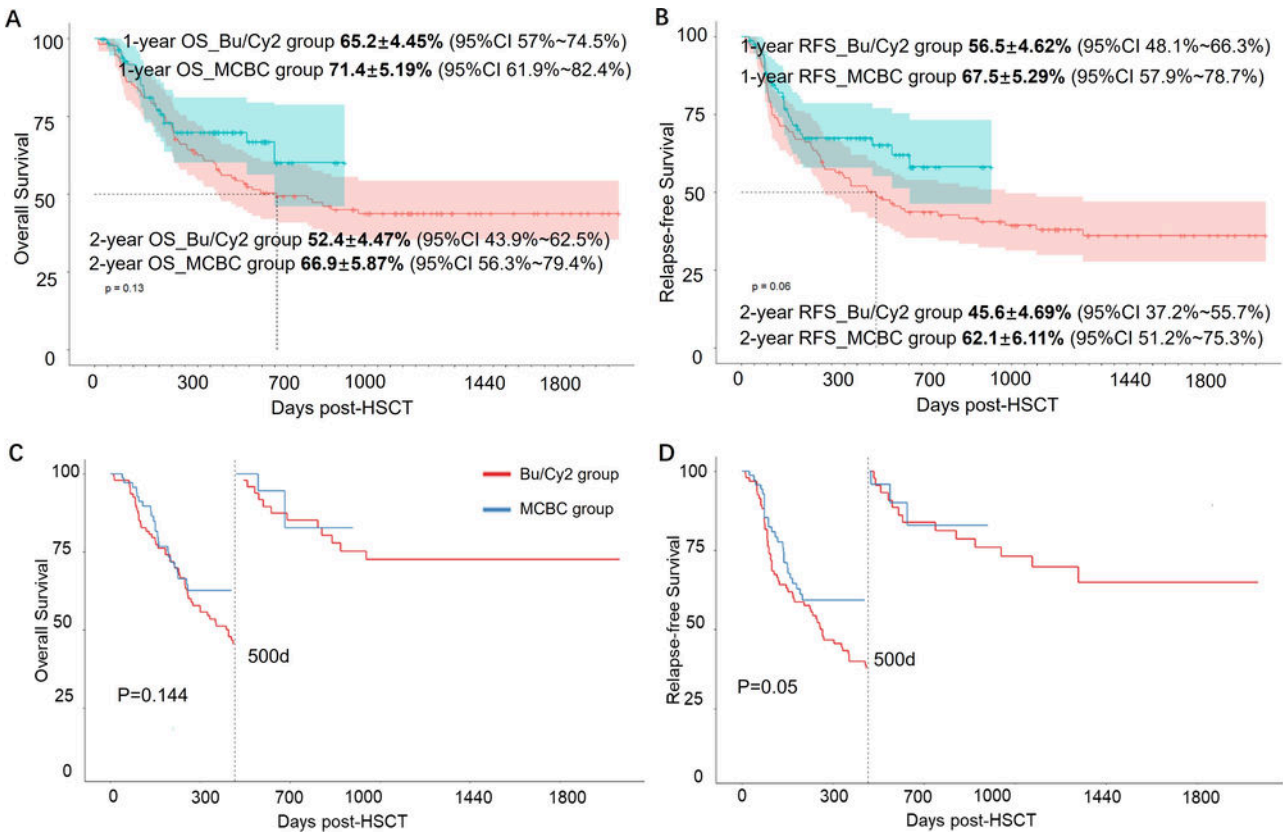 A
1-year OS_Bu/Cy2 group 65.2±4.45% (95%CI 57%~74.5%)
1-year OS_MCBC group 71.4±5.19% (95%CI 61.9%~82.4%)
100
75
50
25
0
Overall Survival
2-year OS_Bu/Cy2 group 52.4±4.47% (95%CI 43.9%~62.5%)
2-year OS_MCBC group 66.9±5.87% (95%CI 56.3%~79.4%)
p = 0.13
0 300 700 1000 1440 1800
Days post-HSCT
B
1-year RFS_Bu/Cy2 group 56.5±4.62% (95%CI 48.1%~66.3%)
1-year RFS_MCBC group 67.5±5.29% (95%CI 57.9%~78.7%)
100
75
50
25
0
Relapse-free Survival
p = 0.06
2-year RFS_Bu/Cy2 group 45.6±4.69% (95%CI 37.2%~55.7%)
2-year RFS_MCBC group 62.1±6.11% (95%CI 51.2%~75.3%)
0 300 700 1000 1440 1800
Days post-HSCT
C
100
75
50
25
0
Overall Survival
Bu/Cy2 group
MCBC group
500d
P=0.144
0 300 700 1000 1440 1800
Days post-HSCT
D
100
75
50
25
0
Relapse-free Survival
500d
P=0.05
0 300 700 1000 1440 1800
Days post-HSCT